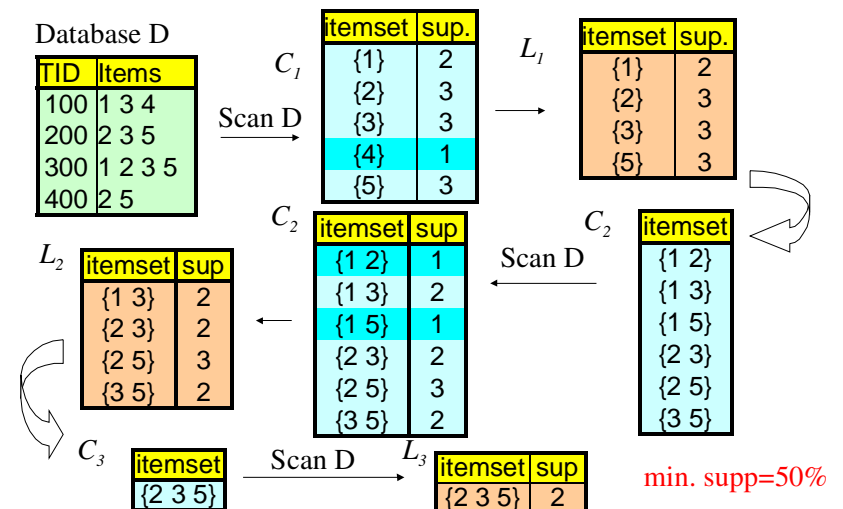 Database D
TID Items
100 1 3 4
200 2 3 5
300 1 2 3 5
400 2 5
Scan D
C1
itemset sup.
{1} 2
{2} 3
{3} 3
{4} 1
{5} 3
L1
itemset sup.
{1} 2
{2} 3
{3} 3
{5} 3
C2
itemset
{1 2}
{1 3}
{1 5}
{2 3}
{2 5}
{3 5}
Scan D
C2
itemset sup
{1 2} 1
{1 3} 2
{1 5} 1
{2 3} 2
{2 5} 3
{3 5} 2
L2
itemset sup
{1 3} 2
{2 3} 2
{2 5} 3
{3 5} 2
C3
itemset
{2 3 5}
Scan D
L3
itemset sup
{2 3 5} 2
min. supp=50%